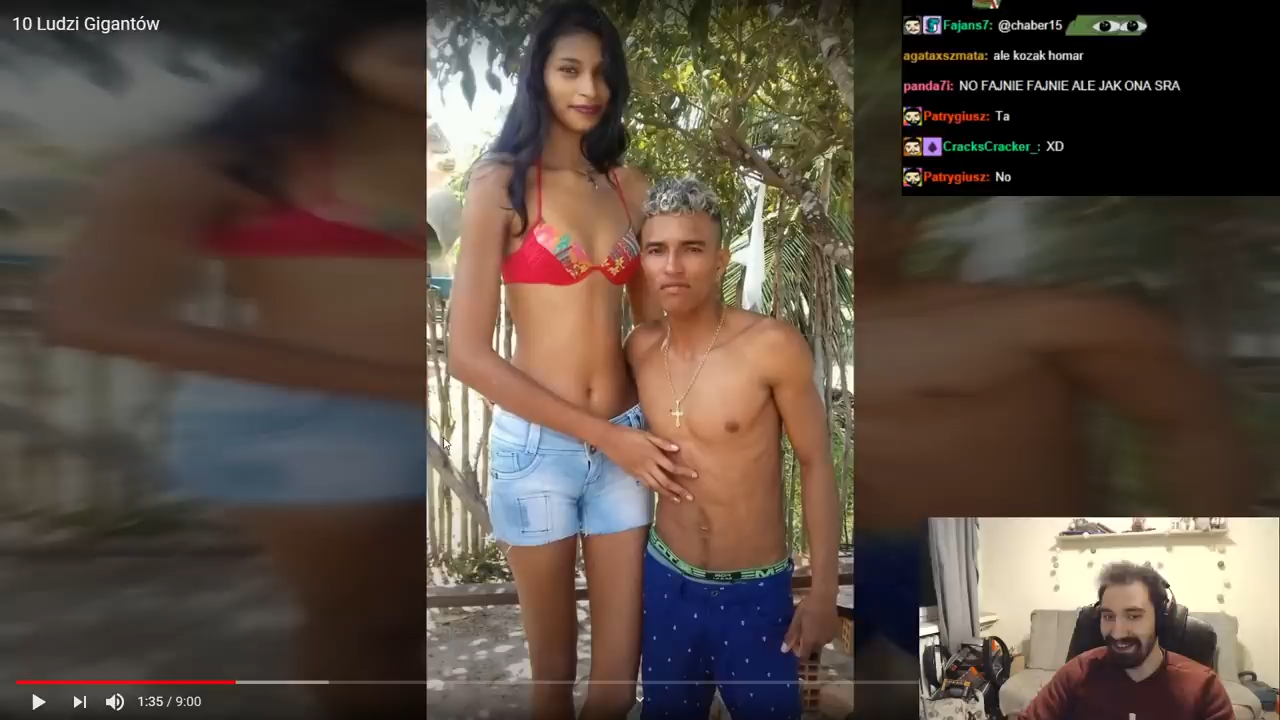 10 Ludzi Gigantów
Fajans7: @chaber15
agataxszmata: ale kozak homar
panda7i: NO FAJNIE FAJNIE ALE JAK ONA SRA
Patrygiusz: Ta
CracksCracker_: XD
Patrygiusz: No
1:35 / 9:00